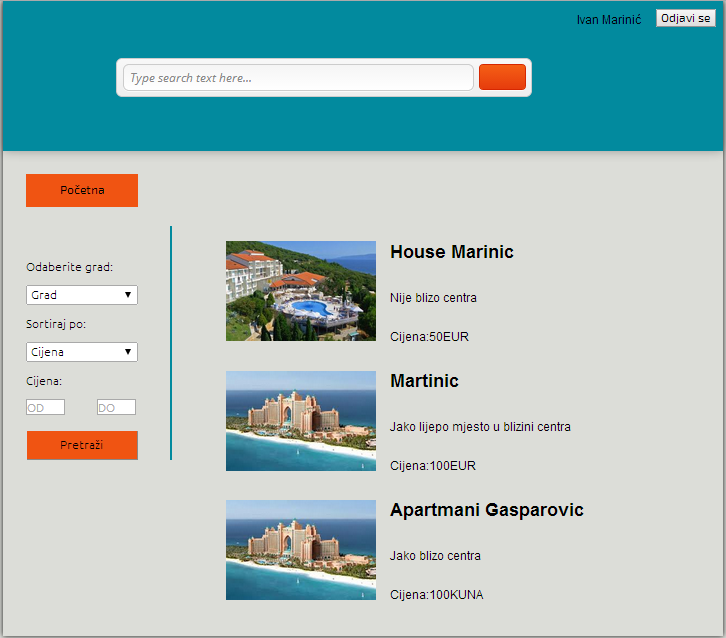 Ivan Marinić
Odjavi se
Type search text here...
Početna
Odaberite grad:
Grad
Sortiraj po:
Cijena
Cijena:
OD DO
Pretraži
House Marinic
Nije blizo centra
Cijena:50EUR
Martinic
Jako lijepo mjesto u blizini centra
Cijena:100EUR
Apartmani Gasparovic
Jako blizo centra
Cijena:100KUNA